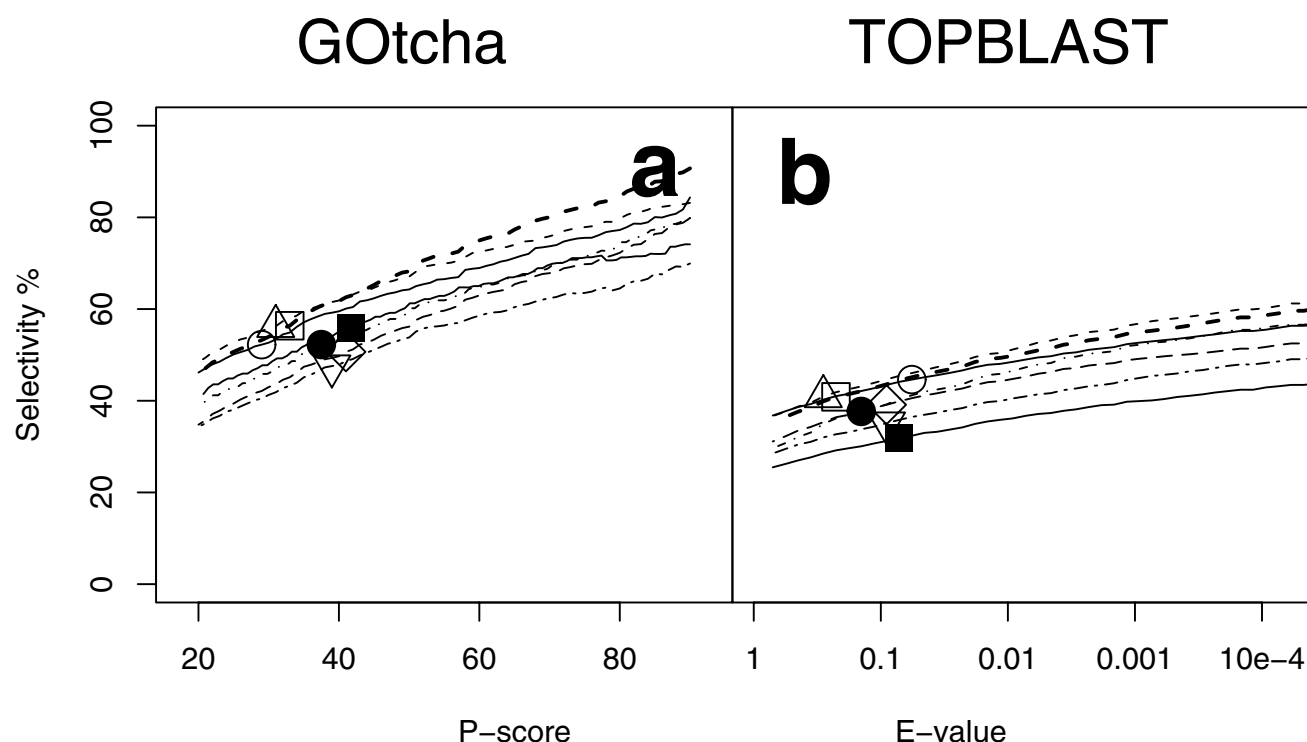 GOtcha TOPBLAST
a b
Selectivity %
100
80
60
40
20
0
20 40 60 80 1 0.1 0.01 0.001 10e−4
P−score E−value